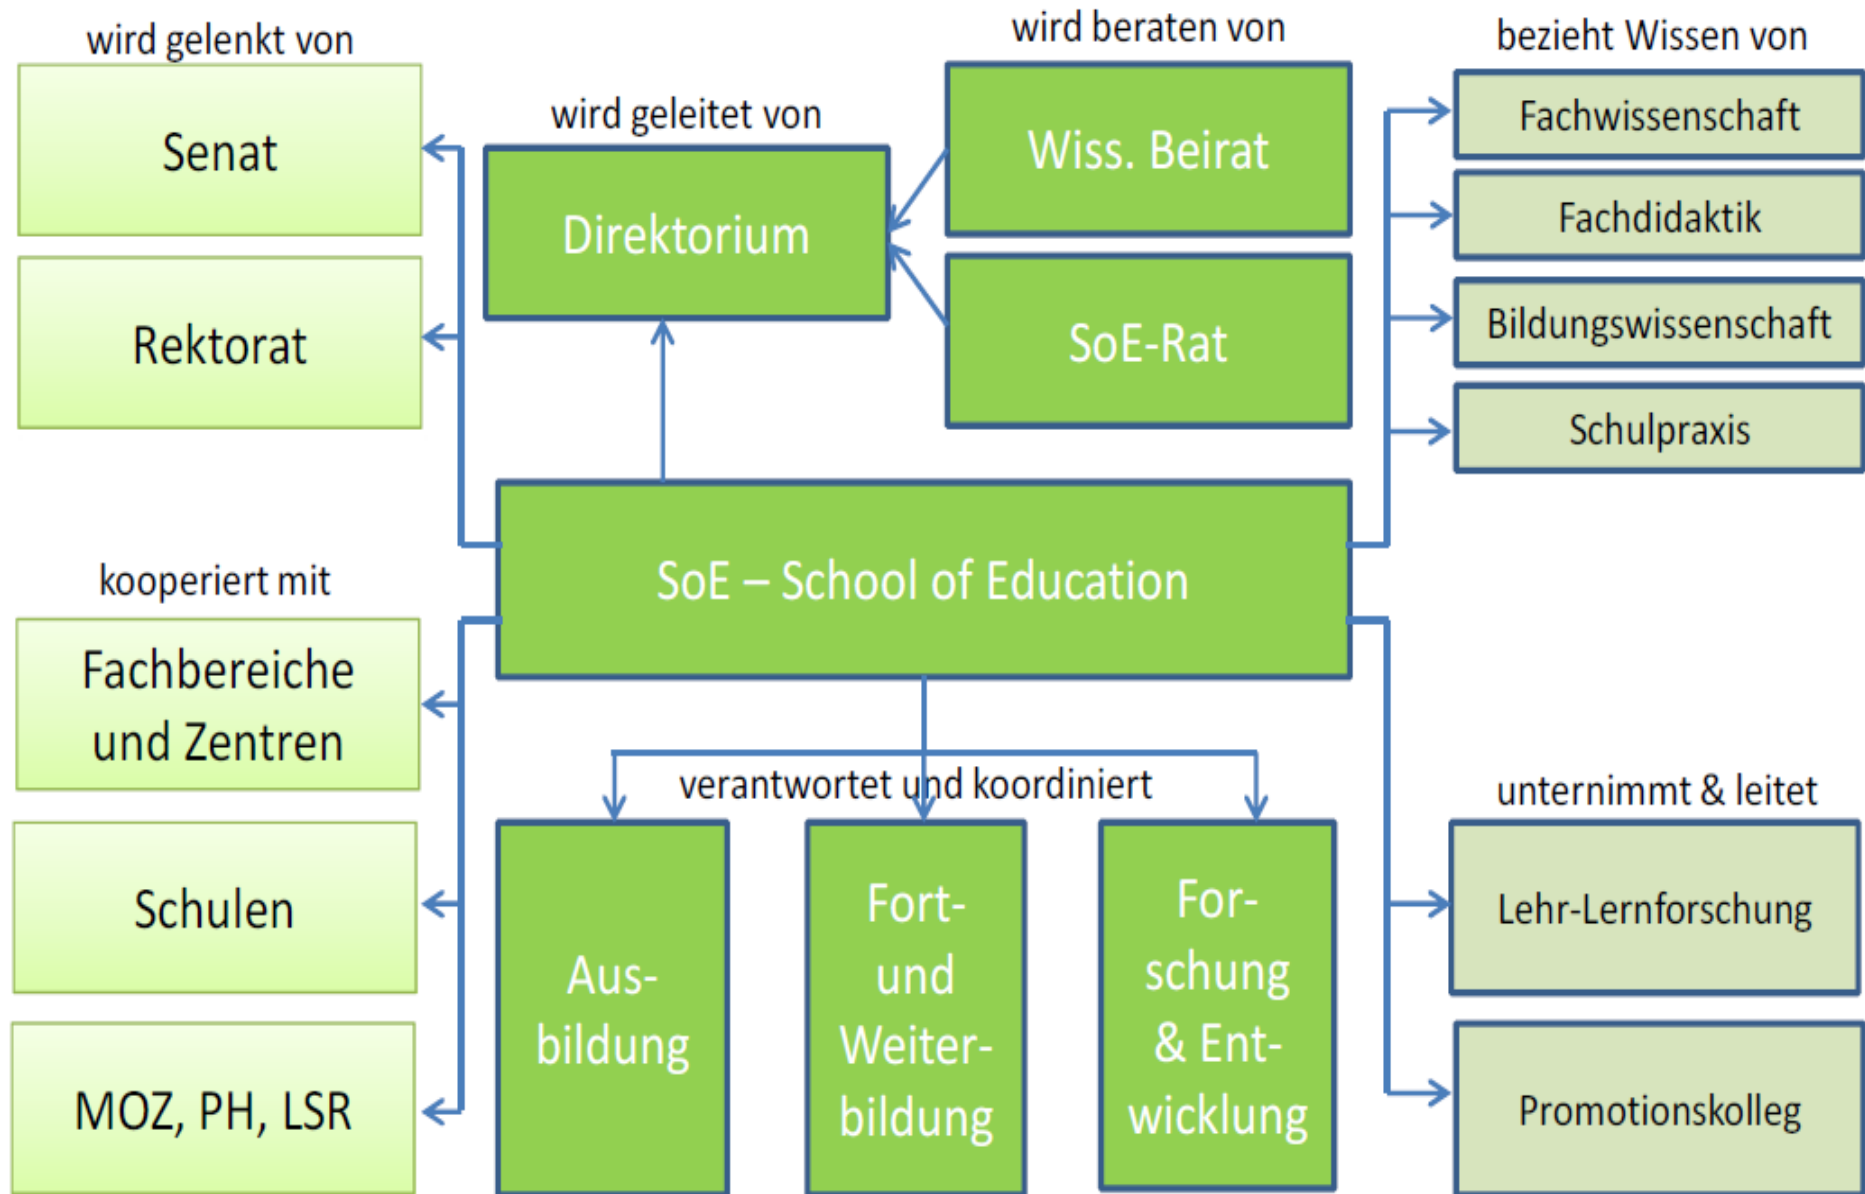 wird gelenkt von
Senat
Rektorat
wird geleitet von
Direktorium
wird beraten von
Wiss. Beirat
SoE-Rat
bezieht Wissen von
Fachwissenschaft
Fachdidaktik
Bildungswissenschaft
Schulpraxis
SoE – School of Education
kooperiert mit
Fachbereiche
und Zentren
Schulen
MOZ, PH, LSR
verantwortet und koordiniert
Aus-
bildung
Fort-
und
Weiter-
bildung
For-
schung
& Ent-
wicklung
unternimmt & leitet
Lehr-Lernforschung
Promotionskolleg